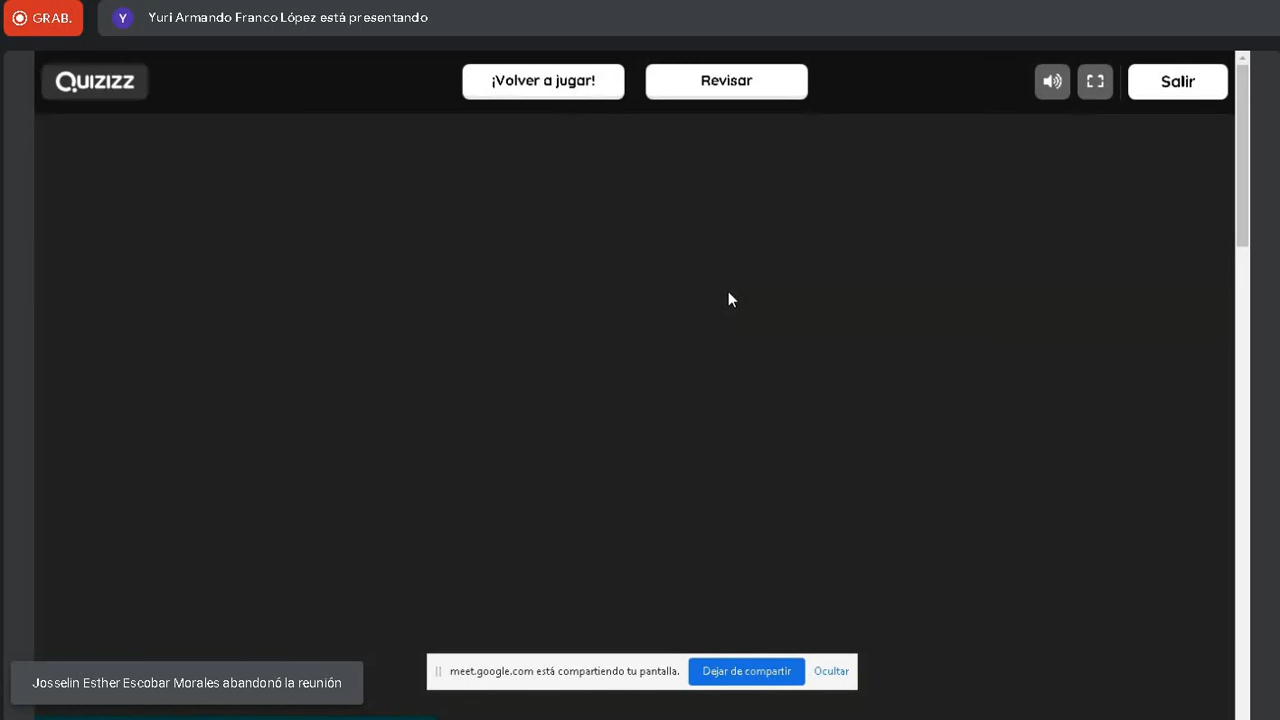 GRAB.
Y
Yuri Armando Franco López está presentando
Quizizz
¡Volver a jugar!
Revisar
Salir
meet.google.com está compartiendo tu pantalla.
Dejar de compartir
Ocultar
Josselin Esther Escobar Morales abandonó la reunión